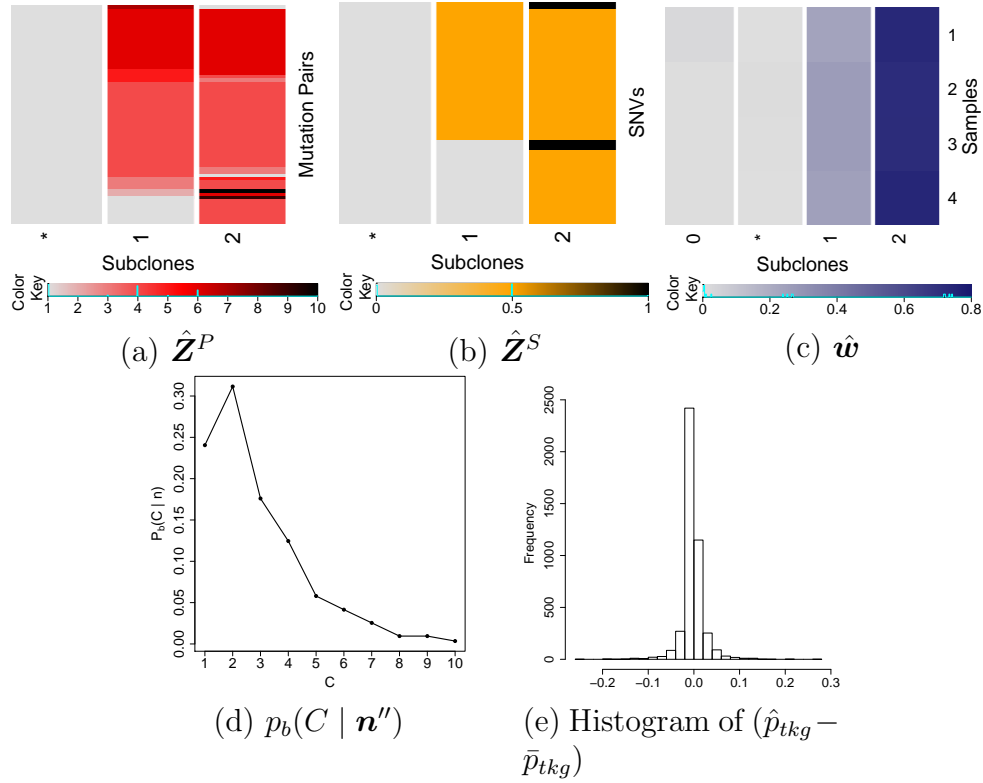 Mutation Pairs
* 1 2
Subclones
Color Key
1 2 3 4 5 6 7 8 9 10
(a) Ẑ^P
SNVs
* 1 2
Subclones
Color Key
0 0.5 1
(b) Ẑ^S
1
2
3
4
Samples
0 * 1 2
Subclones
Color Key
0 0.2 0.4 0.6 0.8
(c) ŵ
P_b(C | n)
0.30
0.25
0.20
0.15
0.10
0.05
0.00
1 2 3 4 5 6 7 8 9 10
C
(d) p_b(C | n″)
Frequency
2500
2000
1500
1000
500
0
−0.2 −0.1 0.0 0.1 0.2 0.3
(e) Histogram of (p̂_{tkg} −
p̄_{tkg})